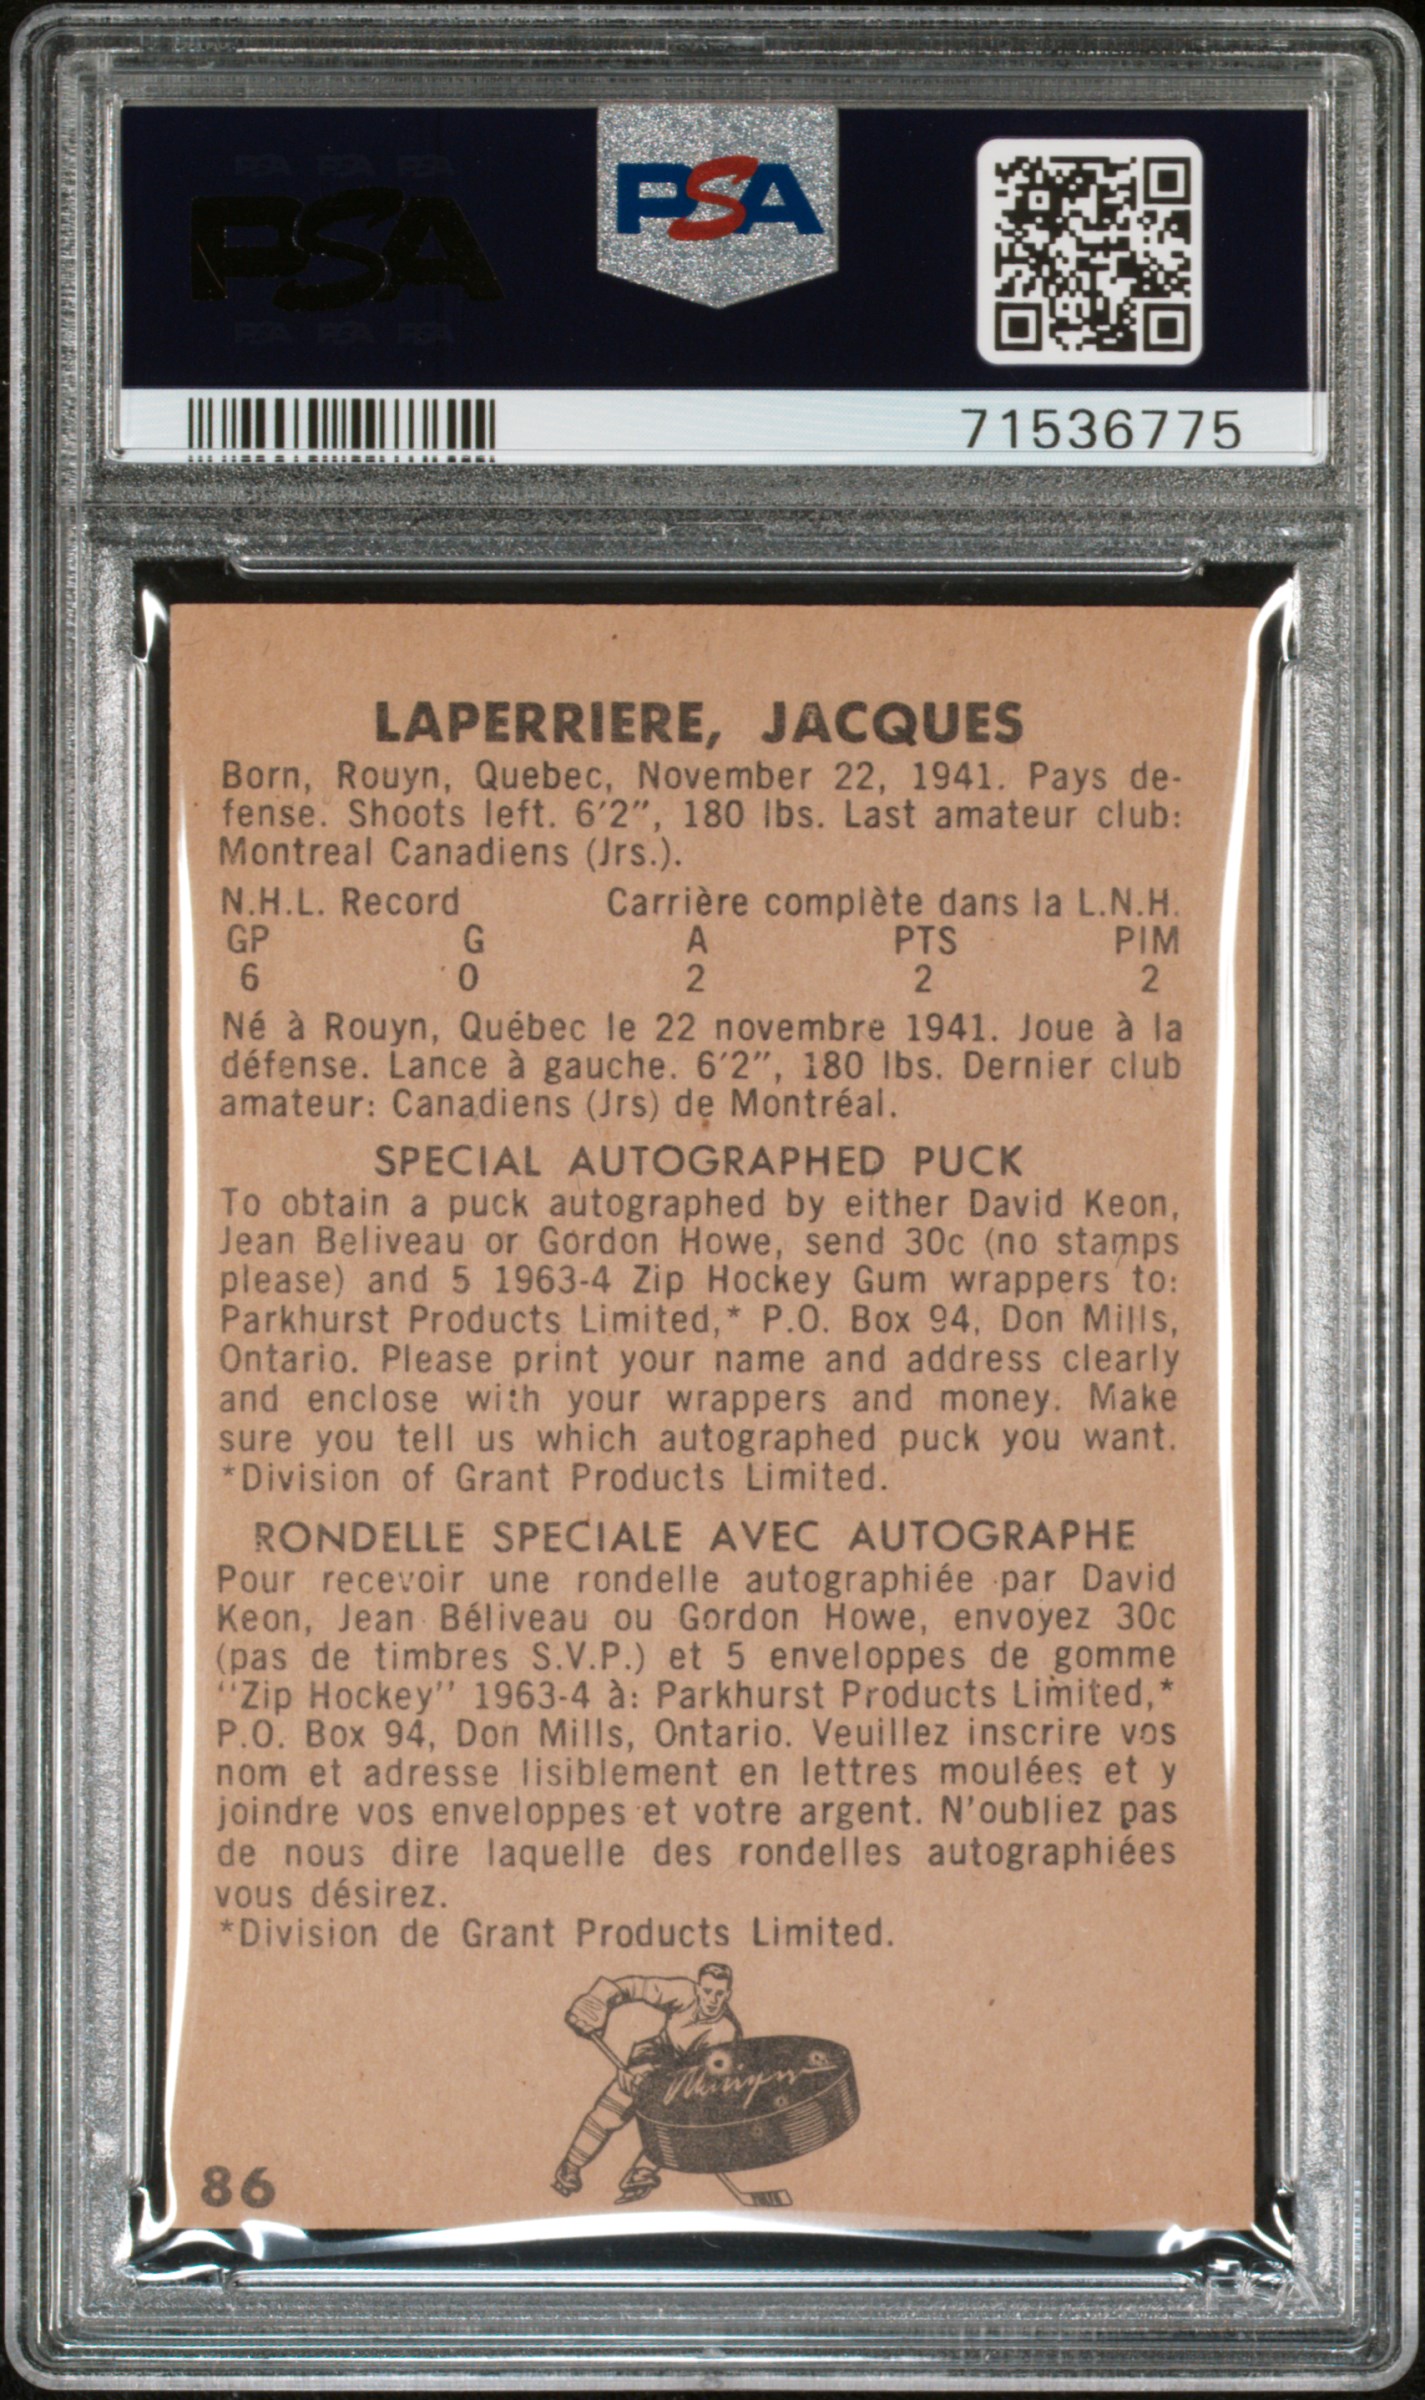 PSA PSA PSA
PSA
PSA
PSA PSA PSA
71536775
LAPERRIERE, JACQUES
Born, Rouyn, Quebec, November 22, 1941. Pays de-
fense. Shoots left. 6'2", 180 lbs. Last amateur club:
Montreal Canadiens (Jrs.).
N.H.L. Record Carrière complète dans la L.N.H.
GP G A PTS PIM
6 0 2 2 2
Né à Rouyn, Québec le 22 novembre 1941. Joue à la
défense. Lance à gauche. 6'2", 180 lbs. Dernier club
amateur: Canadiens (Jrs) de Montréal.
SPECIAL AUTOGRAPHED PUCK
To obtain a puck autographed by either David Keon,
Jean Beliveau or Gordon Howe, send 30c (no stamps
please) and 5 1963-4 Zip Hockey Gum wrappers to:
Parkhurst Products Limited,* P.O. Box 94, Don Mills,
Ontario. Please print your name and address clearly
and enclose with your wrappers and money. Make
sure you tell us which autographed puck you want.
*Division of Grant Products Limited.
RONDELLE SPECIALE AVEC AUTOGRAPHE
Pour recevoir une rondelle autographiée par David
Keon, Jean Béliveau ou Gordon Howe, envoyez 30c
(pas de timbres S.V.P.) et 5 enveloppes de gomme
"Zip Hockey" 1963-4 à: Parkhurst Products Limited,*
P.O. Box 94, Don Mills, Ontario. Veuillez inscrire vos
nom et adresse lisiblement en lettres moulées et y
joindre vos enveloppes et votre argent. N'oubliez pas
de nous dire laquelle des rondelles autographiées
vous désirez.
*Division de Grant Products Limited.
86
PSA